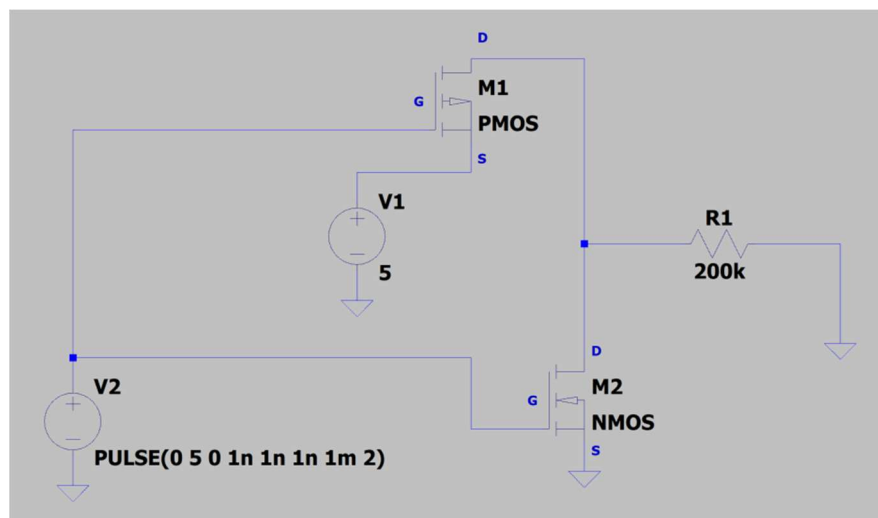 D
M1
G
PMOS
S
V1
5
R1
200k
D
M2
G
NMOS
S
V2
PULSE(0 5 0 1n 1n 1n 1m 2)